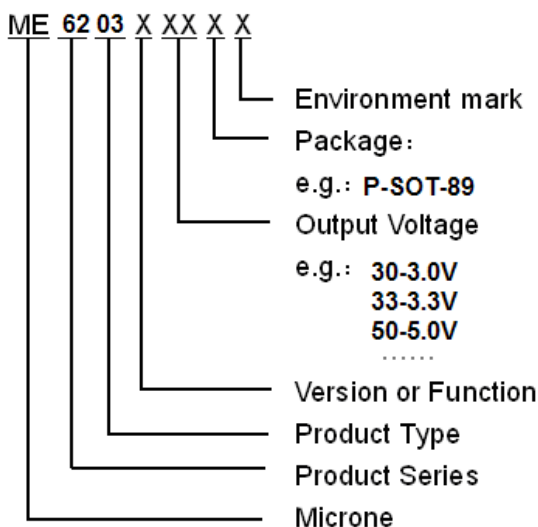 ME 62 03 X XX X X
Environment mark
Package：
e.g.：P-SOT-89
Output Voltage
e.g.：30-3.0V
33-3.3V
50-5.0V
······
Version or Function
Product Type
Product Series
Microne